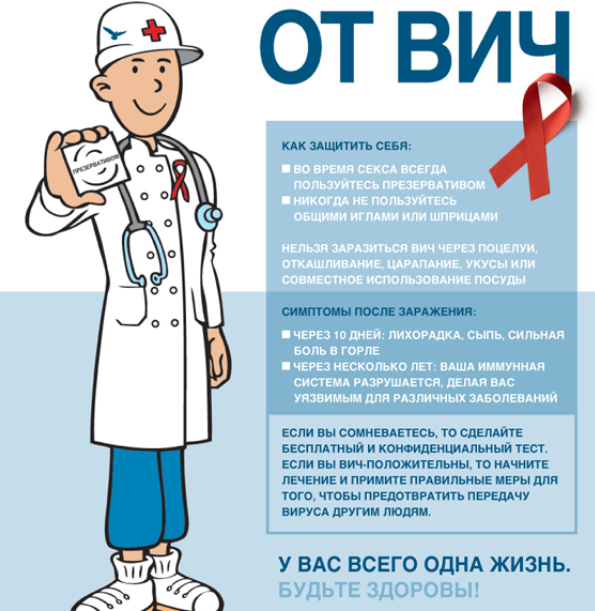 ОТ ВИЧ
ПРЕЗЕРВАТИВОМ
КАК ЗАЩИТИТЬ СЕБЯ:
ВО ВРЕМЯ СЕКСА ВСЕГДА
ПОЛЬЗУЙТЕСЬ ПРЕЗЕРВАТИВОМ
НИКОГДА НЕ ПОЛЬЗУЙТЕСЬ
ОБЩИМИ ИГЛАМИ ИЛИ ШПРИЦАМИ
НЕЛЬЗЯ ЗАРАЗИТЬСЯ ВИЧ ЧЕРЕЗ ПОЦЕЛУИ,
ОТКАШЛИВАНИЕ, ЦАРАПАНИЕ, УКУСЫ ИЛИ
СОВМЕСТНОЕ ИСПОЛЬЗОВАНИЕ ПОСУДЫ
СИМПТОМЫ ПОСЛЕ ЗАРАЖЕНИЯ:
ЧЕРЕЗ 10 ДНЕЙ: ЛИХОРАДКА, СЫПЬ, СИЛЬНАЯ
БОЛЬ В ГОРЛЕ
ЧЕРЕЗ НЕСКОЛЬКО ЛЕТ: ВАША ИММУННАЯ
СИСТЕМА РАЗРУШАЕТСЯ, ДЕЛАЯ ВАС
УЯЗВИМЫМ ДЛЯ РАЗЛИЧНЫХ ЗАБОЛЕВАНИЙ
ЕСЛИ ВЫ СОМНЕВАЕТЕСЬ, ТО СДЕЛАЙТЕ
БЕСПЛАТНЫЙ И КОНФИДЕНЦИАЛЬНЫЙ ТЕСТ.
ЕСЛИ ВЫ ВИЧ-ПОЛОЖИТЕЛЬНЫ, ТО НАЧНИТЕ
ЛЕЧЕНИЕ И ПРИМИТЕ ПРАВИЛЬНЫЕ МЕРЫ ДЛЯ
ТОГО, ЧТОБЫ ПРЕДОТВРАТИТЬ ПЕРЕДАЧУ
ВИРУСА ДРУГИМ ЛЮДЯМ.
У ВАС ВСЕГО ОДНА ЖИЗНЬ.
БУДЬТЕ ЗДОРОВЫ!